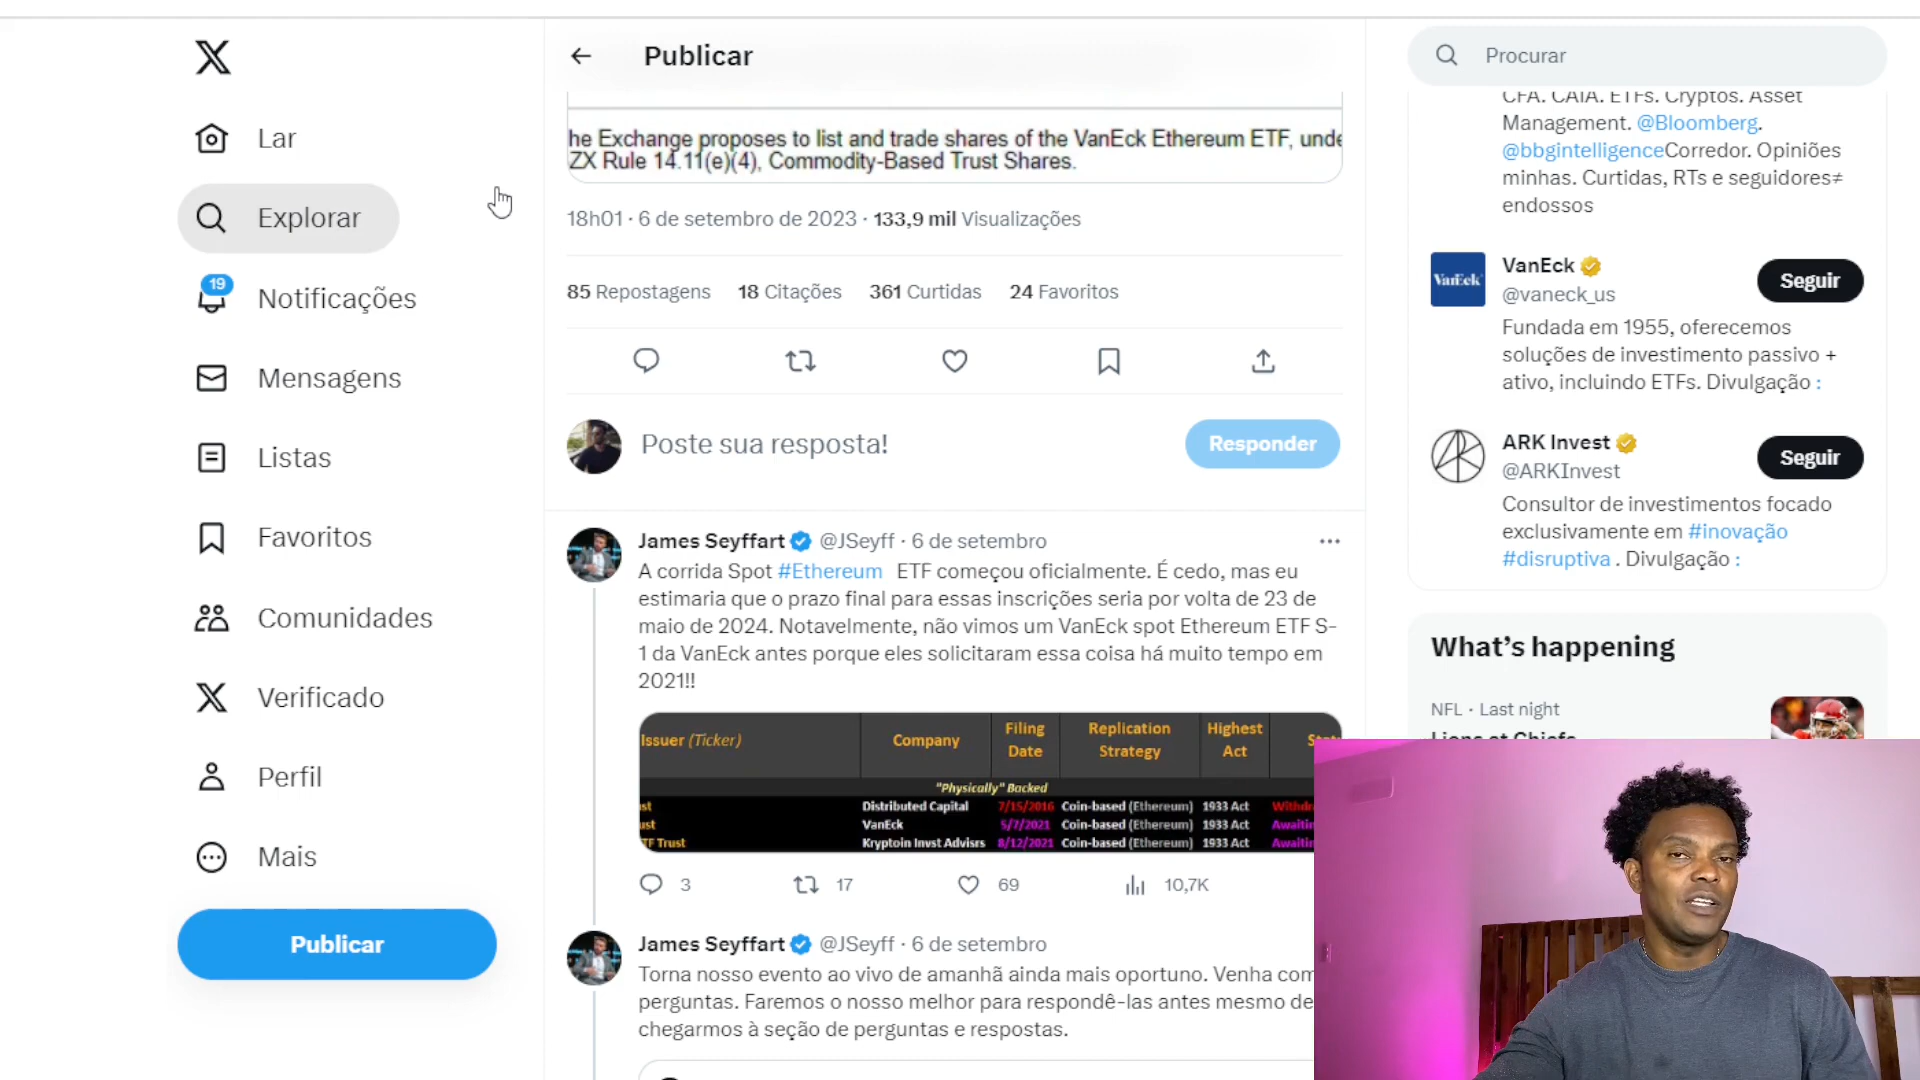 Publicar
Procurar
Lar
Explorar
19
Notificações
Mensagens
Listas
Favoritos
Comunidades
Verificado
Perfil
Mais
Publicar
he Exchange proposes to list and trade shares of the VanEck Ethereum ETF, unde
ZX Rule 14.11(e)(4), Commodity-Based Trust Shares.
18h01 · 6 de setembro de 2023 · 133,9 mil Visualizações
85 Repostagens 18 Citações 361 Curtidas 24 Favoritos
Poste sua resposta!
Responder
James Seyffart @JSeyff · 6 de setembro
A corrida Spot #Ethereum ETF começou oficialmente. É cedo, mas eu
estimaria que o prazo final para essas inscrições seria por volta de 23 de
maio de 2024. Notavelmente, não vimos um VanEck spot Ethereum ETF S-
1 da VanEck antes porque eles solicitaram essa coisa há muito tempo em
2021!!
Issuer (Ticker) Company Filing Date Replication Strategy Highest Act
"Physically" Backed
st Distributed Capital 7/15/2016 Coin-based (Ethereum) 1933 Act Withdr
ust VanEck 5/7/2021 Coin-based (Ethereum) 1933 Act Awaitin
TF Trust Kryptoin Invst Advisrs 8/12/2021 Coin-based (Ethereum) 1933 Act Awaitin
3 17 69 10,7K
James Seyffart @JSeyff · 6 de setembro
Torna nosso evento ao vivo de amanhã ainda mais oportuno. Venha com
perguntas. Faremos o nosso melhor para respondê-las antes mesmo de
chegarmos à seção de perguntas e respostas.
CFA. CAIA. ETFs. Cryptos. Asset
Management. @Bloomberg.
@bbgintelligenceCorredor. Opiniões
minhas. Curtidas, RTs e seguidores≠
endossos
VanEck
VanEck
@vaneck_us
Seguir
Fundada em 1955, oferecemos
soluções de investimento passivo +
ativo, incluindo ETFs. Divulgação :
ARK Invest
@ARKInvest
Seguir
Consultor de investimentos focado
exclusivamente em #inovação
#disruptiva . Divulgação :
What's happening
NFL · Last night
Lions at Chiefs